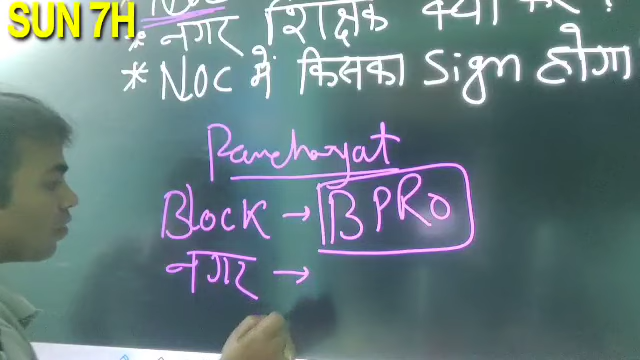 SUN 7H
* नगर शिक्षक क्या करे ?
* NOC में किसका Sign होगा
Panchayat
Block → BPRO
नगर →